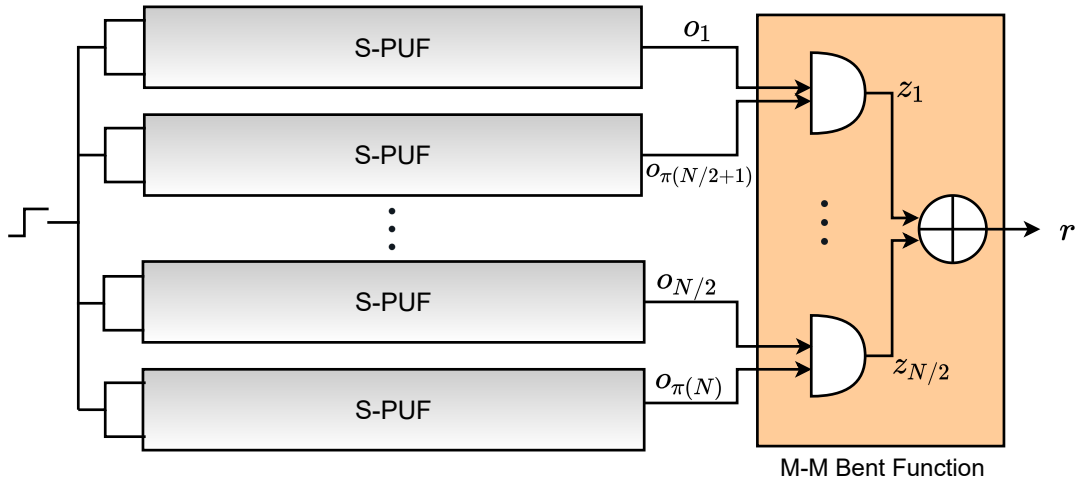 S-PUF
o_1
S-PUF
o_{π(N/2+1)}
z_1
r
S-PUF
o_{N/2}
S-PUF
o_{π(N)}
z_{N/2}
M-M Bent Function